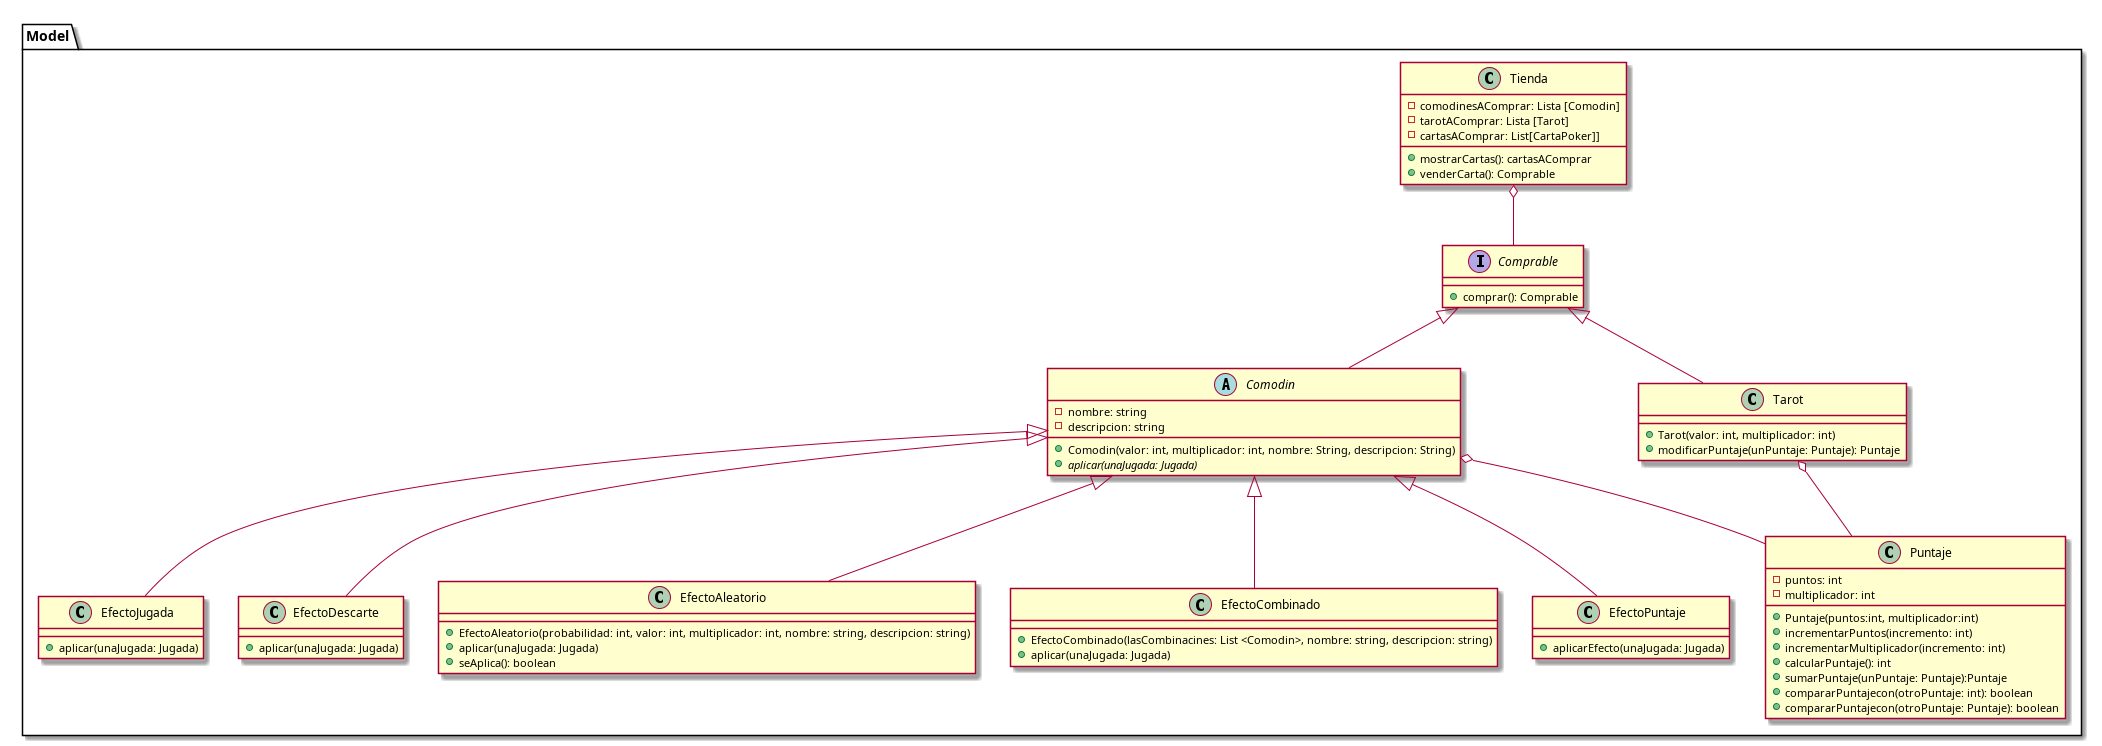 Model
C Tienda
comodinesAComprar: Lista [Comodin]
tarotAComprar: Lista [Tarot]
cartasAComprar: List[CartaPoker]]
mostrarCartas(): cartasAComprar
venderCarta(): Comprable
I Comprable
comprar(): Comprable
A Comodin
nombre: string
descripcion: string
Comodin(valor: int, multiplicador: int, nombre: String, descripcion: String)
aplicar(unaJugada: Jugada)
C Tarot
Tarot(valor: int, multiplicador: int)
modificarPuntaje(unPuntaje: Puntaje): Puntaje
C EfectoJugada
aplicar(unaJugada: Jugada)
C EfectoDescarte
aplicar(unaJugada: Jugada)
C EfectoAleatorio
EfectoAleatorio(probabilidad: int, valor: int, multiplicador: int, nombre: string, descripcion: string)
aplicar(unaJugada: Jugada)
seAplica(): boolean
C EfectoCombinado
EfectoCombinado(lasCombinacines: List <Comodin>, nombre: string, descripcion: string)
aplicar(unaJugada: Jugada)
C EfectoPuntaje
aplicarEfecto(unaJugada: Jugada)
C Puntaje
puntos: int
multiplicador: int
Puntaje(puntos:int, multiplicador:int)
incrementarPuntos(incremento: int)
incrementarMultiplicador(incremento: int)
calcularPuntaje(): int
sumarPuntaje(unPuntaje: Puntaje):Puntaje
compararPuntajecon(otroPuntaje: int): boolean
compararPuntajecon(otroPuntaje: Puntaje): boolean